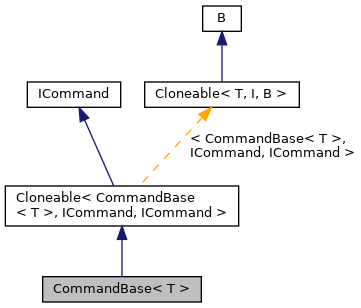 B
ICommand
Cloneable< T, I, B >
< CommandBase< T >,
ICommand, ICommand >
Cloneable< CommandBase
< T >, ICommand, ICommand >
CommandBase< T >